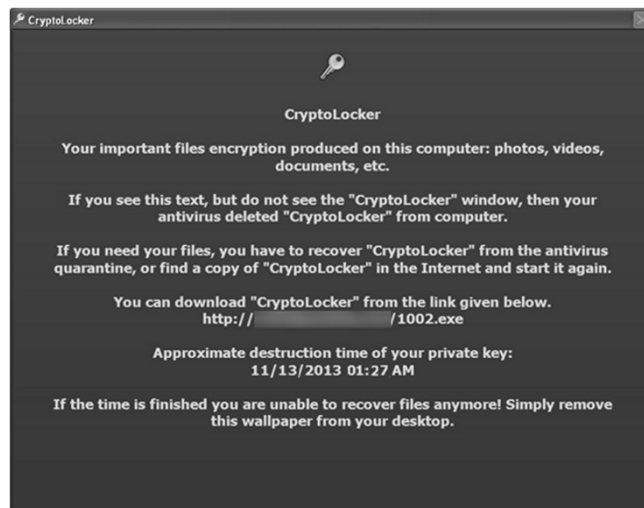 CryptoLocker
CryptoLocker
Your important files encryption produced on this computer: photos, videos,
documents, etc.
If you see this text, but do not see the "CryptoLocker" window, then your
antivirus deleted "CryptoLocker" from computer.
If you need your files, you have to recover "CryptoLocker" from the antivirus
quarantine, or find a copy of "CryptoLocker" in the Internet and start it again.
You can download "CryptoLocker" from the link given below.
http:// /1002.exe
Approximate destruction time of your private key:
11/13/2013 01:27 AM
If the time is finished you are unable to recover files anymore! Simply remove
this wallpaper from your desktop.